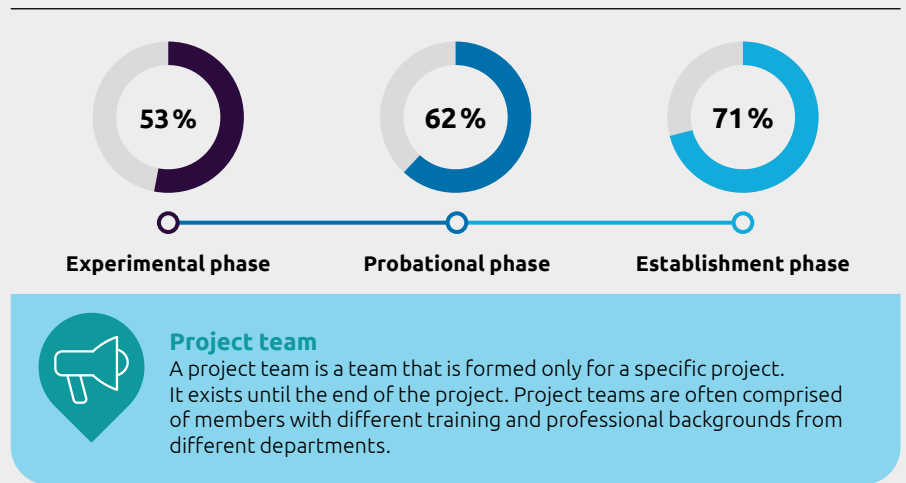 53 %
62 %
71 %
Experimental phase
Probational phase
Establishment phase
Project team
A project team is a team that is formed only for a specific project.
It exists until the end of the project. Project teams are often comprised
of members with different training and professional backgrounds from
different departments.